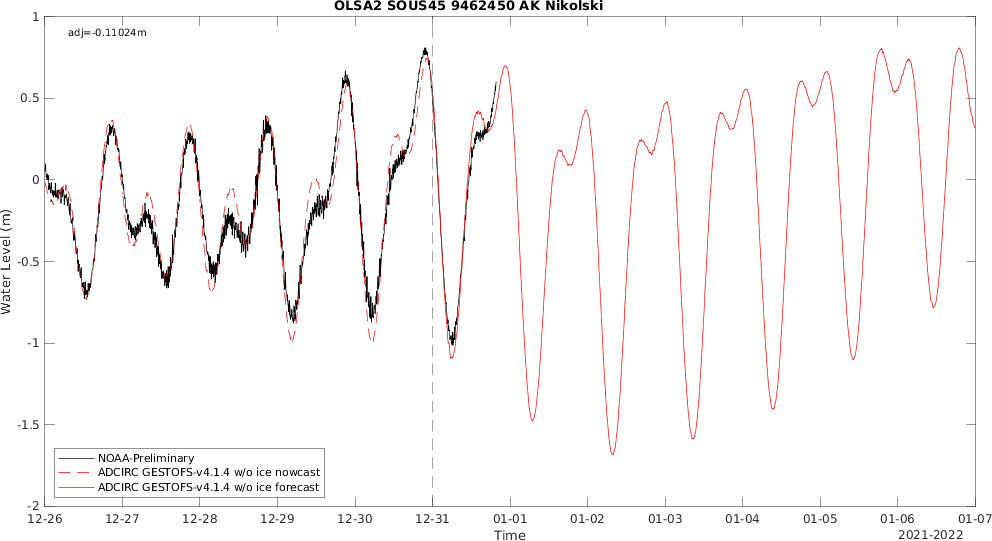 OLSA2 SOUS45 9462450 AK Nikolski
adj=-0.11024m
Water Level (m)
1
0.5
0
-0.5
-1
-1.5
-2
NOAA-Preliminary
ADCIRC GESTOFS-v4.1.4 w/o ice nowcast
ADCIRC GESTOFS-v4.1.4 w/o ice forecast
12-26 12-27 12-28 12-29 12-30 12-31 01-01 01-02 01-03 01-04 01-05 01-06 01-07
Time
2021-2022